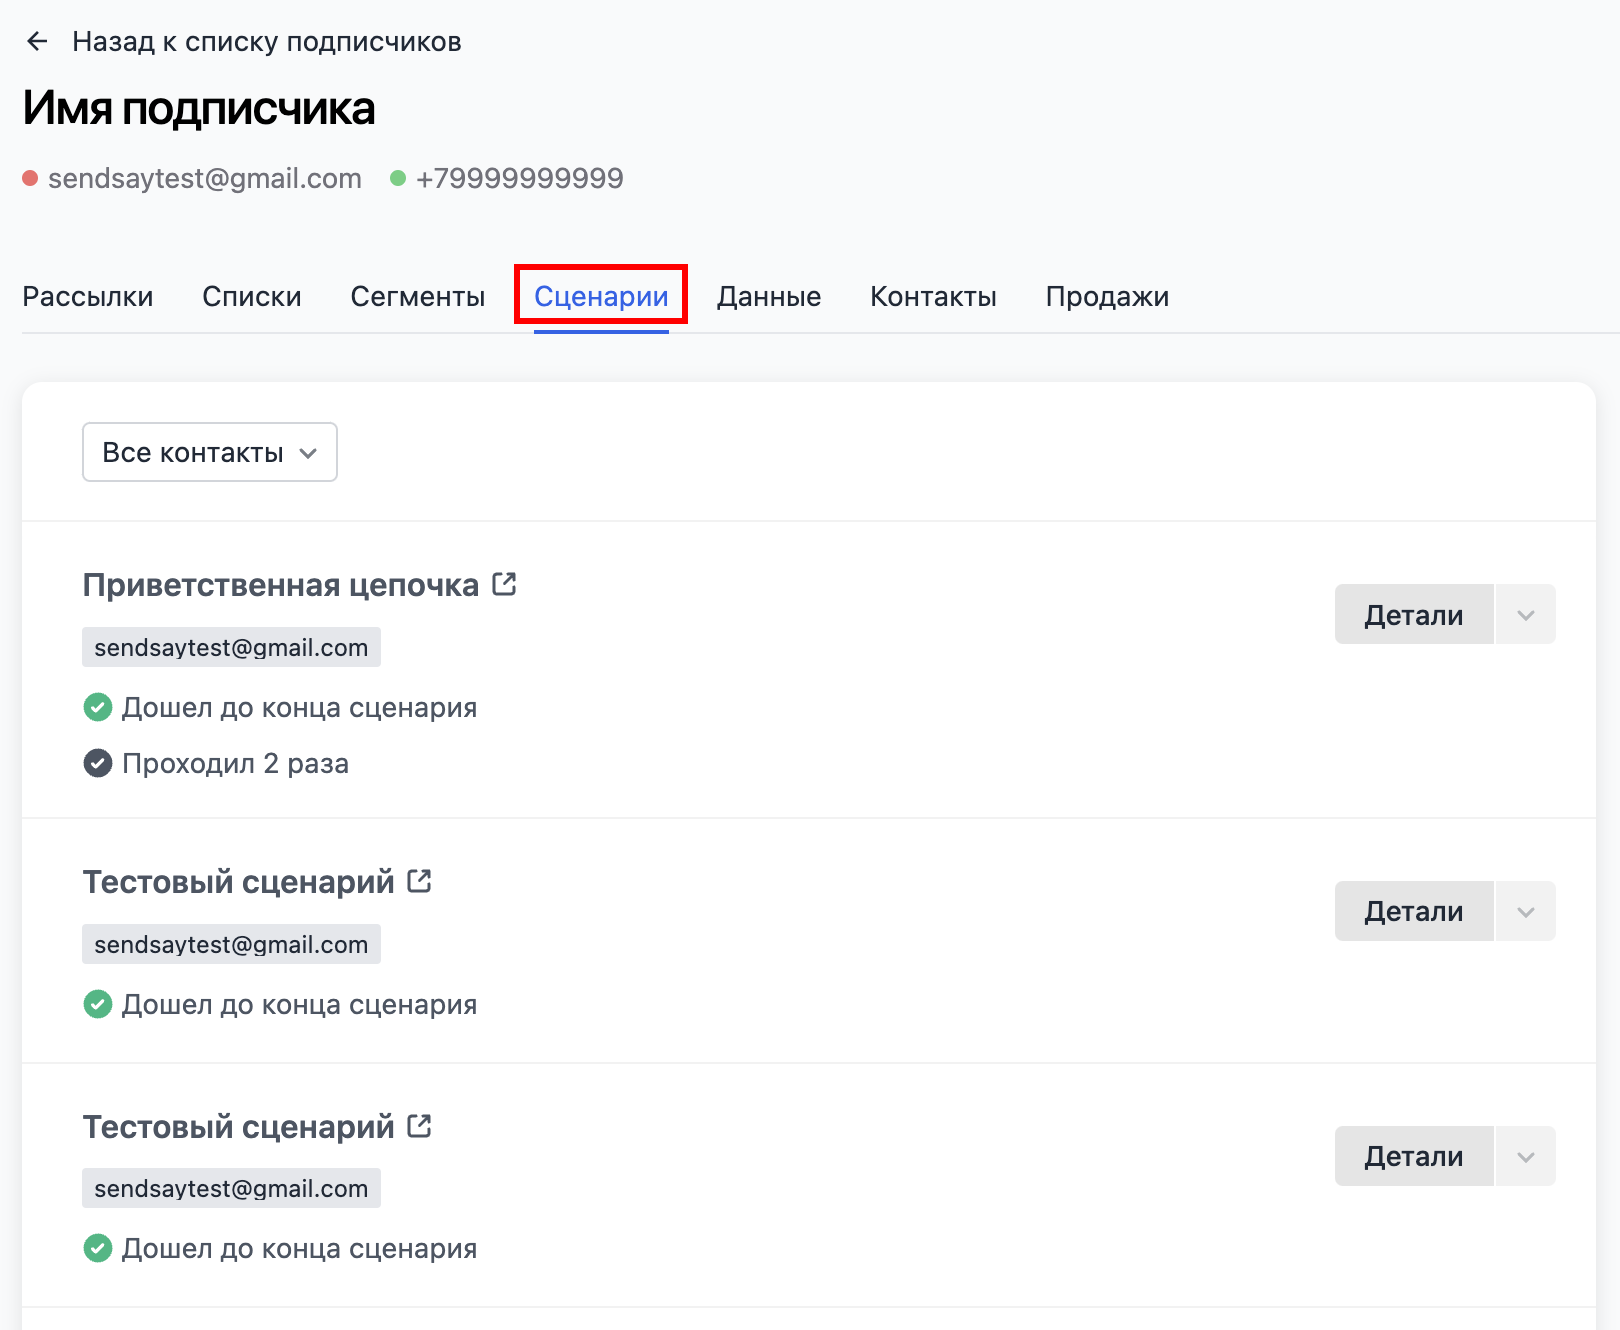 Назад к списку подписчиков
Имя подписчика
sendsaytest@gmail.com +79999999999
Рассылки Списки Сегменты Сценарии Данные Контакты Продажи
Все контакты
Приветственная цепочка
Детали
sendsaytest@gmail.com
Дошел до конца сценария
Проходил 2 раза
Тестовый сценарий
Детали
sendsaytest@gmail.com
Дошел до конца сценария
Тестовый сценарий
Детали
sendsaytest@gmail.com
Дошел до конца сценария